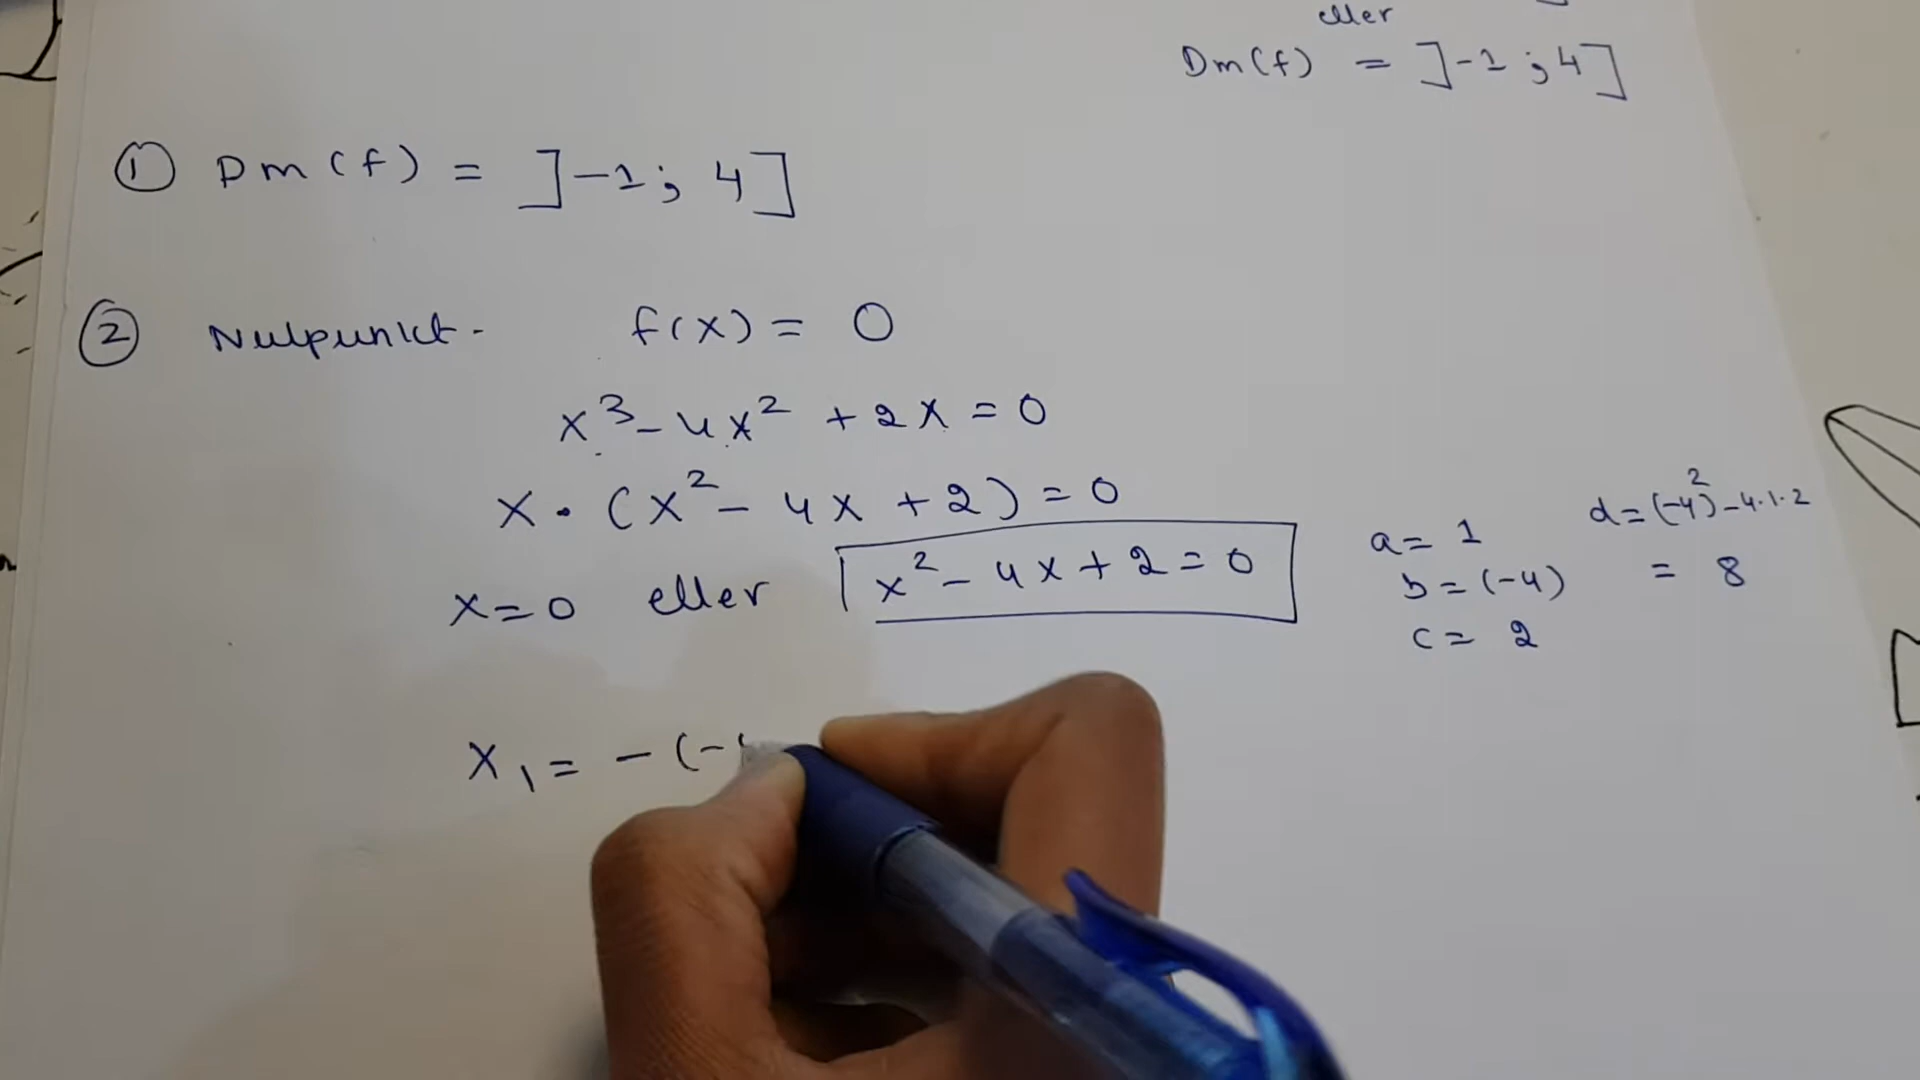 eller
Dm(f) = ]-1 ; 4]
① Dm(f) = ]-1; 4]
② Nulpunkt- f(x) = 0
x³ - 4x² + 2x = 0
x • (x² - 4x + 2) = 0
x=0 eller x² - 4x + 2 = 0
a= 1
b = (-4)
c = 2
d = (-4)² - 4·1·2
= 8
x₁ = - (-